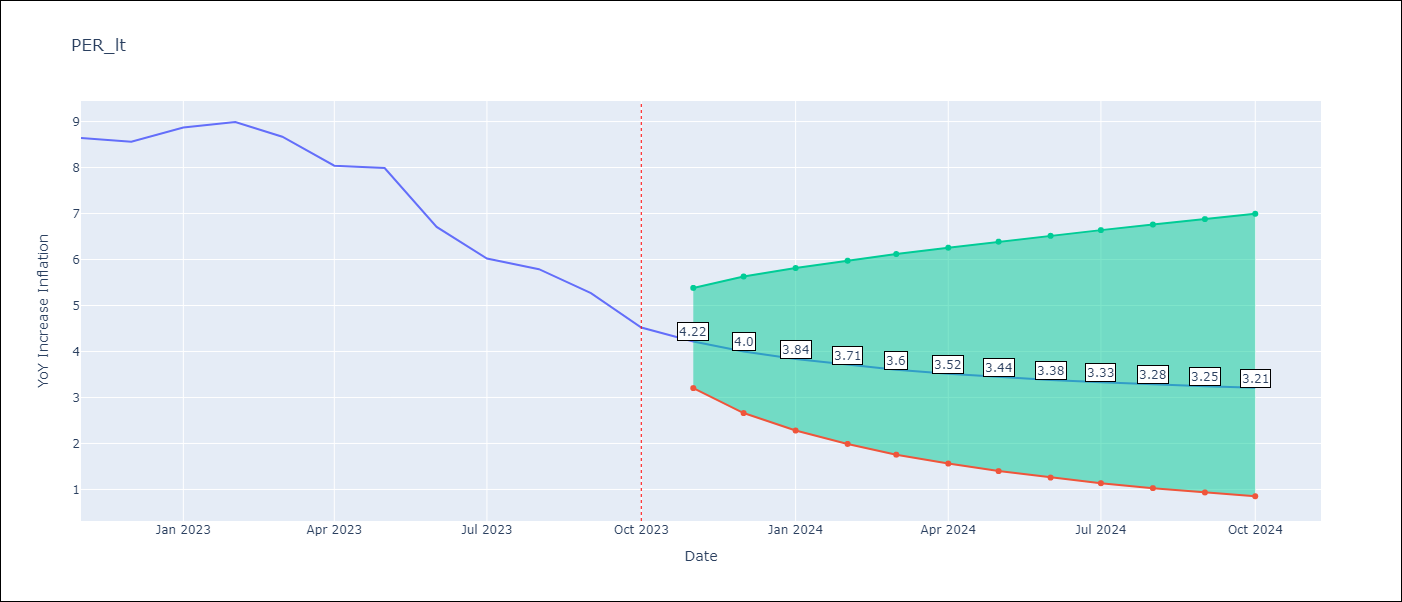 PER_lt
YoY Increase Inflation
9
8
7
6
5
4
3
2
1
4.22
4.0
3.84
3.71
3.6
3.52
3.44
3.38
3.33
3.28
3.25
3.21
Jan 2023
Apr 2023
Jul 2023
Oct 2023
Jan 2024
Apr 2024
Jul 2024
Oct 2024
Date